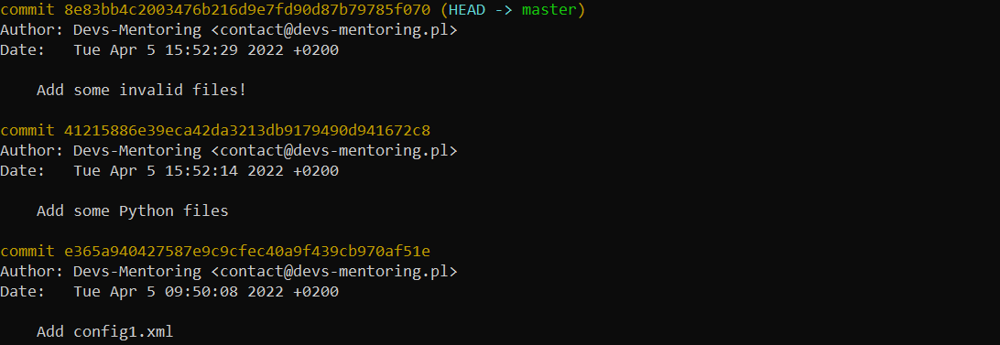 commit 8e83bb4c2003476b216d9e7fd90d87b79785f070 (HEAD -> master)
Author: Devs-Mentoring <contact@devs-mentoring.pl>
Date:   Tue Apr 5 15:52:29 2022 +0200
    Add some invalid files!
commit 41215886e39eca42da3213db9179490d941672c8
Author: Devs-Mentoring <contact@devs-mentoring.pl>
Date:   Tue Apr 5 15:52:14 2022 +0200
    Add some Python files
commit e365a940427587e9c9cfec40a9f439cb970af51e
Author: Devs-Mentoring <contact@devs-mentoring.pl>
Date:   Tue Apr 5 09:50:08 2022 +0200
    Add config1.xml